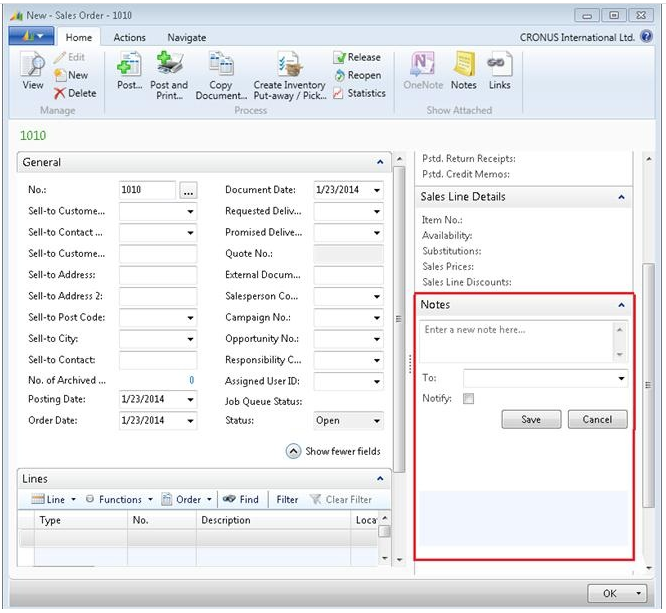 New - Sales Order - 1010
Home Actions Navigate CRONUS International Ltd.
View Edit New Delete
Post... Post and Print... Copy Document... Create Inventory Put-away / Pick... Release Reopen Statistics
OneNote Notes Links
Manage Process Show Attached
1010
General
No.: 1010 ... Document Date: 1/23/2014
Sell-to Custome... Requested Deliv...
Sell-to Contact ... Promised Delive...
Sell-to Custome... Quote No.:
Sell-to Address: External Docum...
Sell-to Address 2: Salesperson Co...
Sell-to Post Code: Campaign No.:
Sell-to City: Opportunity No.:
Sell-to Contact: Responsibility C...
No. of Archived ... 0 Assigned User ID:
Posting Date: 1/23/2014 Job Queue Status:
Order Date: 1/23/2014 Status: Open
Show fewer fields
Lines
Line Functions Order Find Filter Clear Filter
Type No. Description Loca
Pstd. Return Receipts:
Pstd. Credit Memos:
Sales Line Details
Item No.:
Availability:
Substitutions:
Sales Prices:
Sales Line Discounts:
Notes
Enter a new note here...
To:
Notify:
Save Cancel
OK